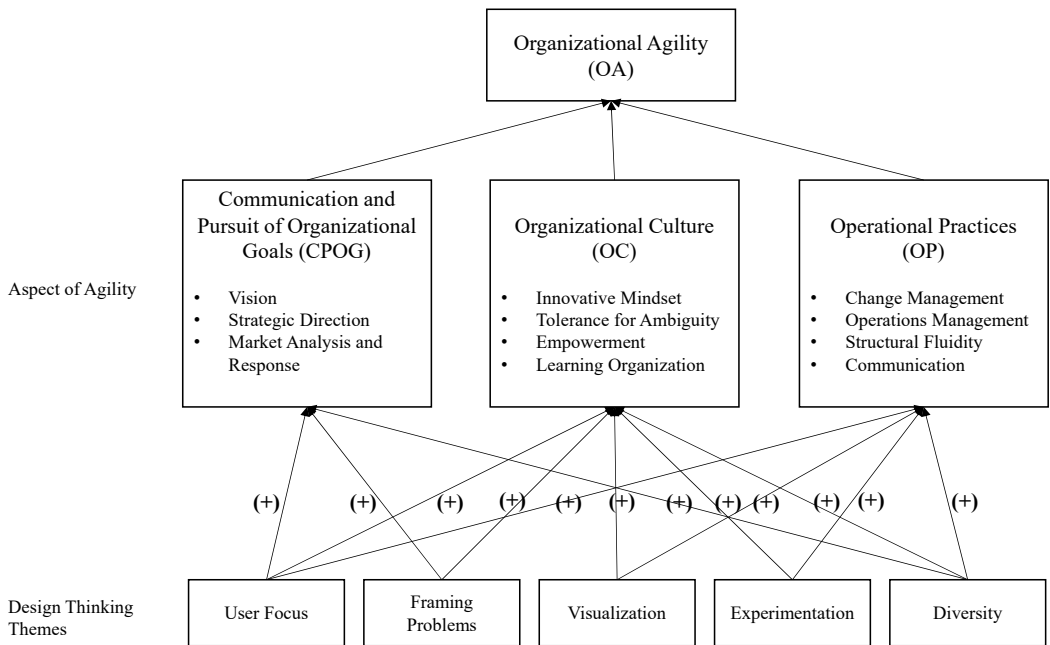 Organizational Agility
(OA)
Communication and
Pursuit of Organizational
Goals (CPOG)
• Vision
• Strategic Direction
• Market Analysis and
Response
Organizational Culture
(OC)
• Innovative Mindset
• Tolerance for Ambiguity
• Empowerment
• Learning Organization
Operational Practices
(OP)
• Change Management
• Operations Management
• Structural Fluidity
• Communication
Aspect of Agility
(+) (+) (+) (+) (+) (+) (+) (+) (+) (+) (+) (+)
Design Thinking
Themes
User Focus
Framing
Problems
Visualization
Experimentation
Diversity